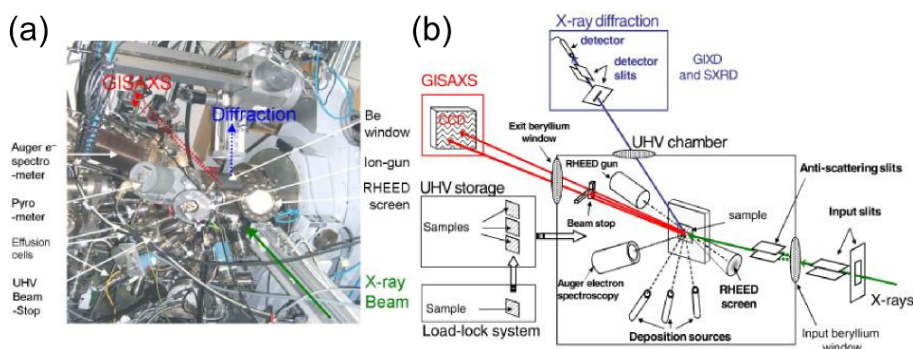 (a)
GISAXS
Diffraction
Auger e⁻
spectro
-meter
Pyro
-meter
Effusion
cells
UHV
Beam
-Stop
Be
window
Ion-gun
RHEED
screen
X-ray
Beam
(b)
X-ray diffraction
detector
detector
slits
GIXD
and SXRD
GISAXS
CCD
Exit beryllium
window
UHV chamber
RHEED gun
Anti-scattering slits
UHV storage
Samples
Beam stop
sample
Input slits
Auger electron
spectroscopy
RHEED
screen
X-rays
Sample
Load-lock system
Deposition sources
Input beryllium
window